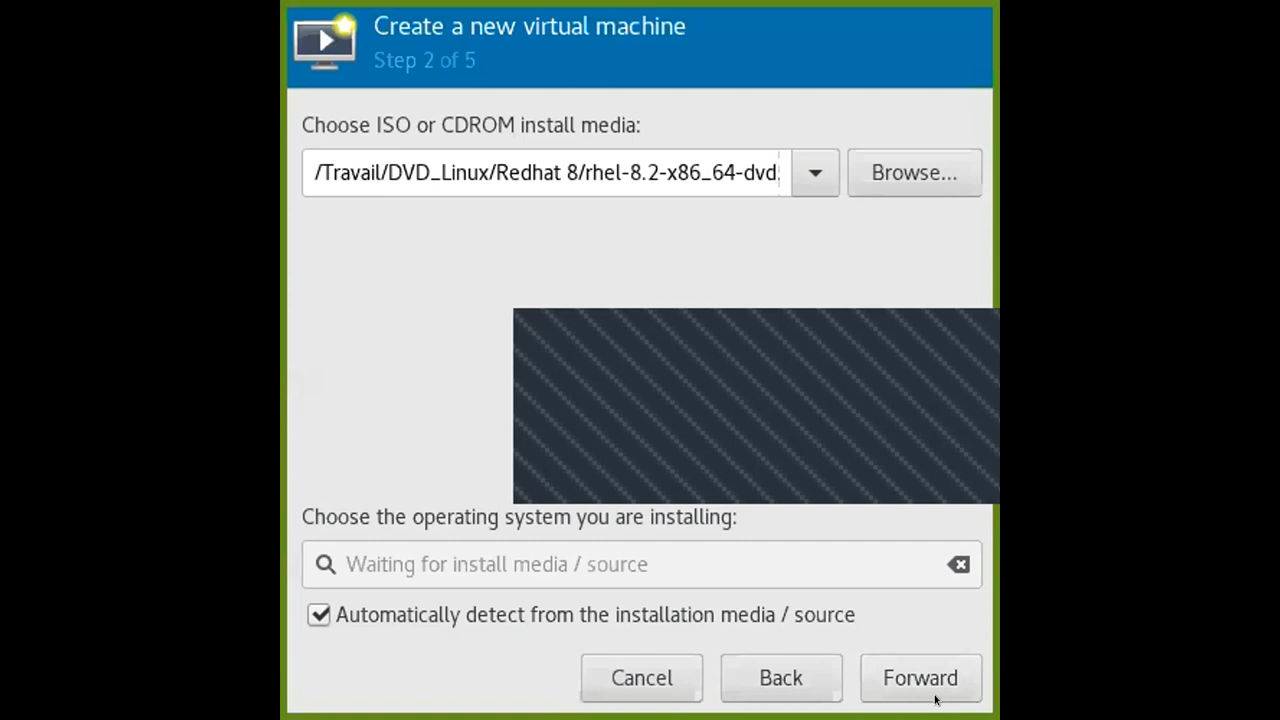 Create a new virtual machine
Step 2 of 5
Choose ISO or CDROM install media:
/Travail/DVD_Linux/Redhat 8/rhel-8.2-x86_64-dvd
Browse...
Choose the operating system you are installing:
Waiting for install media / source
Automatically detect from the installation media / source
Cancel
Back
Forward